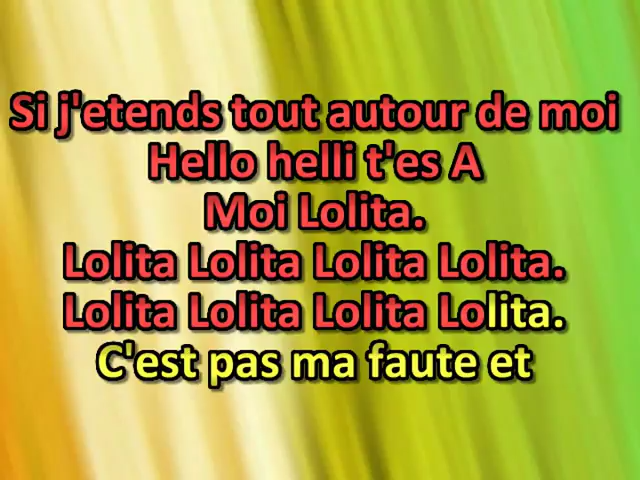 Si j'etends tout autour de moi
Hello helli t'es A
Moi Lolita.
Lolita Lolita Lolita Lolita.
Lolita Lolita Lolita Lolita.
C'est pas ma faute et